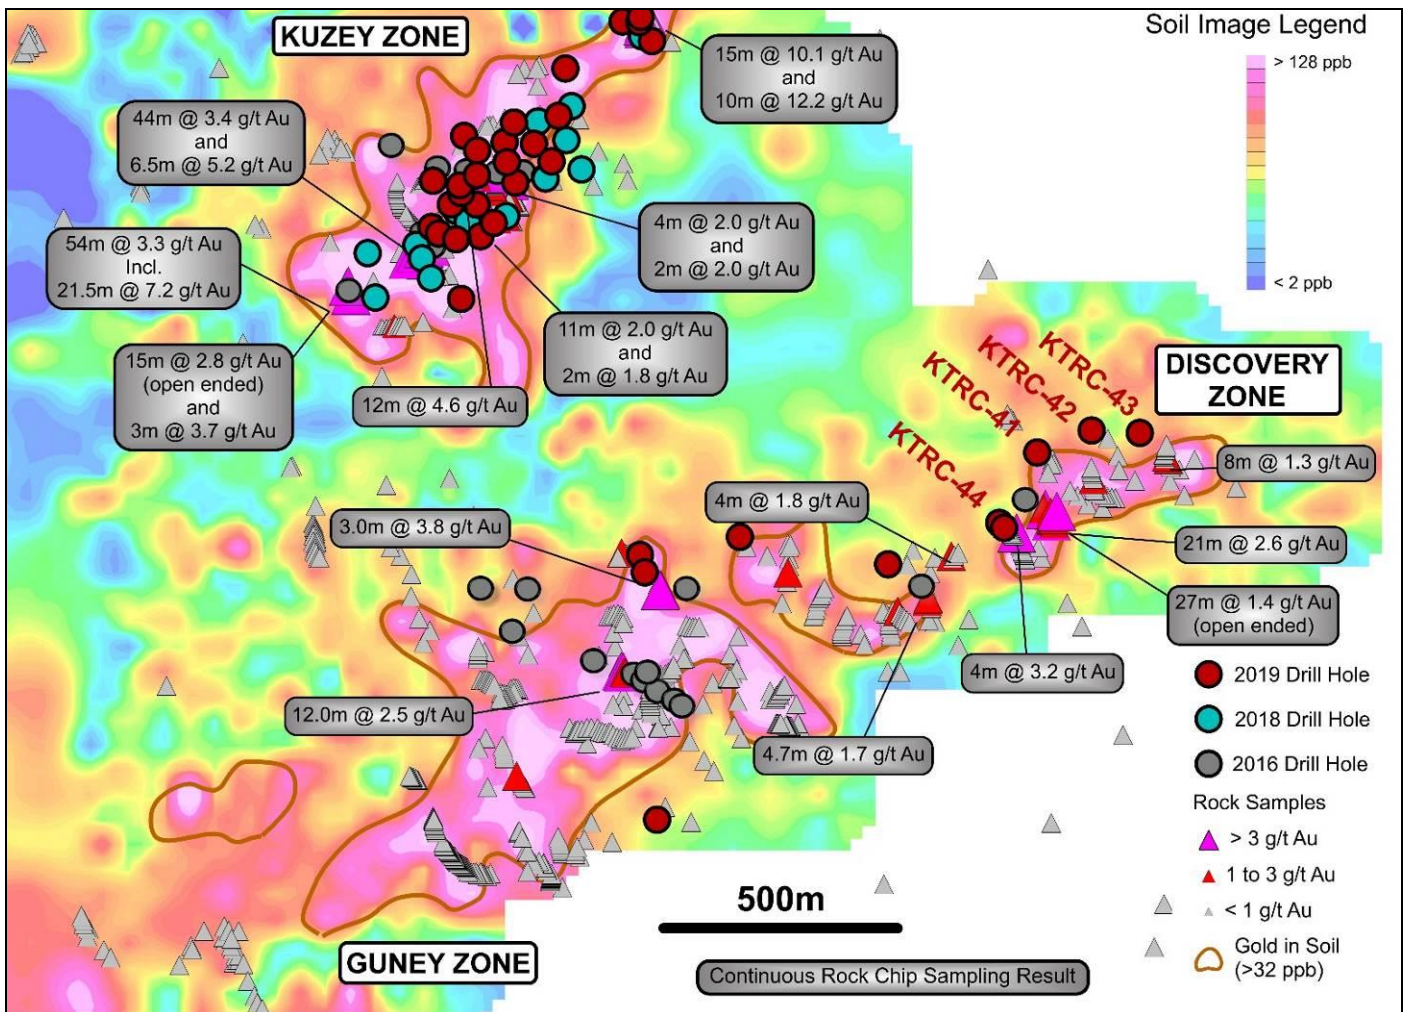 KUZEY ZONE
15m @ 10.1 g/t Au
and
10m @ 12.2 g/t Au
Soil Image Legend
> 128 ppb
< 2 ppb
44m @ 3.4 g/t Au
and
6.5m @ 5.2 g/t Au
54m @ 3.3 g/t Au
Incl.
21.5m @ 7.2 g/t Au
4m @ 2.0 g/t Au
and
2m @ 2.0 g/t Au
15m @ 2.8 g/t Au
(open ended)
and
3m @ 3.7 g/t Au
11m @ 2.0 g/t Au
and
2m @ 1.8 g/t Au
12m @ 4.6 g/t Au
KTRC-44
KTRC-41
KTRC-42
KTRC-43
DISCOVERY
ZONE
8m @ 1.3 g/t Au
4m @ 1.8 g/t Au
3.0m @ 3.8 g/t Au
21m @ 2.6 g/t Au
27m @ 1.4 g/t Au
(open ended)
4m @ 3.2 g/t Au
12.0m @ 2.5 g/t Au
4.7m @ 1.7 g/t Au
2019 Drill Hole
2018 Drill Hole
2016 Drill Hole
Rock Samples
> 3 g/t Au
1 to 3 g/t Au
< 1 g/t Au
Gold in Soil
(>32 ppb)
500m
GUNEY ZONE
Continuous Rock Chip Sampling Result